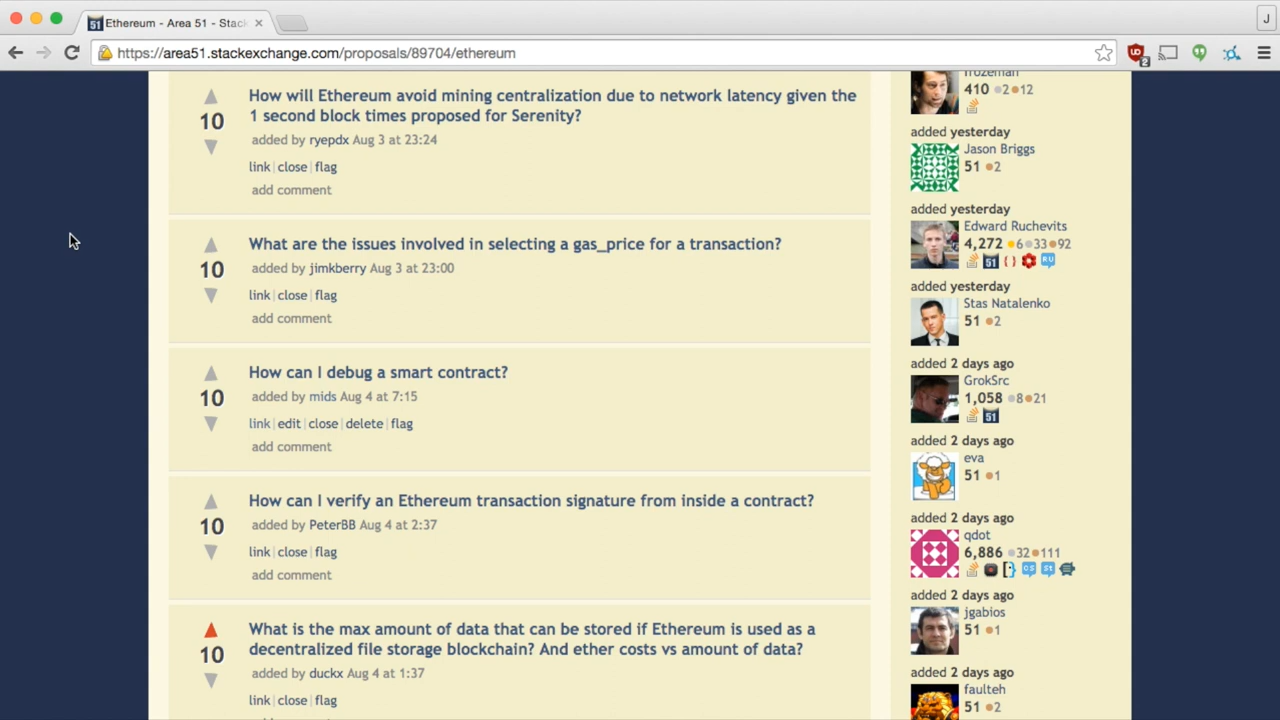 Ethereum - Area 51 - Stac
J
https://area51.stackexchange.com/proposals/89704/ethereum
2
How will Ethereum avoid mining centralization due to network latency given the
1 second block times proposed for Serenity?
10
added by ryepdx Aug 3 at 23:24
link | close | flag
add comment
What are the issues involved in selecting a gas_price for a transaction?
10
added by jimkberry Aug 3 at 23:00
link | close | flag
add comment
How can I debug a smart contract?
10
added by mids Aug 4 at 7:15
link | edit | close | delete | flag
add comment
How can I verify an Ethereum transaction signature from inside a contract?
10
added by PeterBB Aug 4 at 2:37
link | close | flag
add comment
What is the max amount of data that can be stored if Ethereum is used as a
decentralized file storage blockchain? And ether costs vs amount of data?
10
added by duckx Aug 4 at 1:37
link | close | flag
frozeman
410 2 12
added yesterday
Jason Briggs
51 2
added yesterday
Edward Ruchevits
4,272 6 33 92
51 RU
added yesterday
Stas Natalenko
51 2
added 2 days ago
GrokSrc
1,058 8 21
51
added 2 days ago
eva
51 1
added 2 days ago
qdot
6,886 32 111
CS
added 2 days ago
jgabios
51 1
added 2 days ago
faulteh
51 2